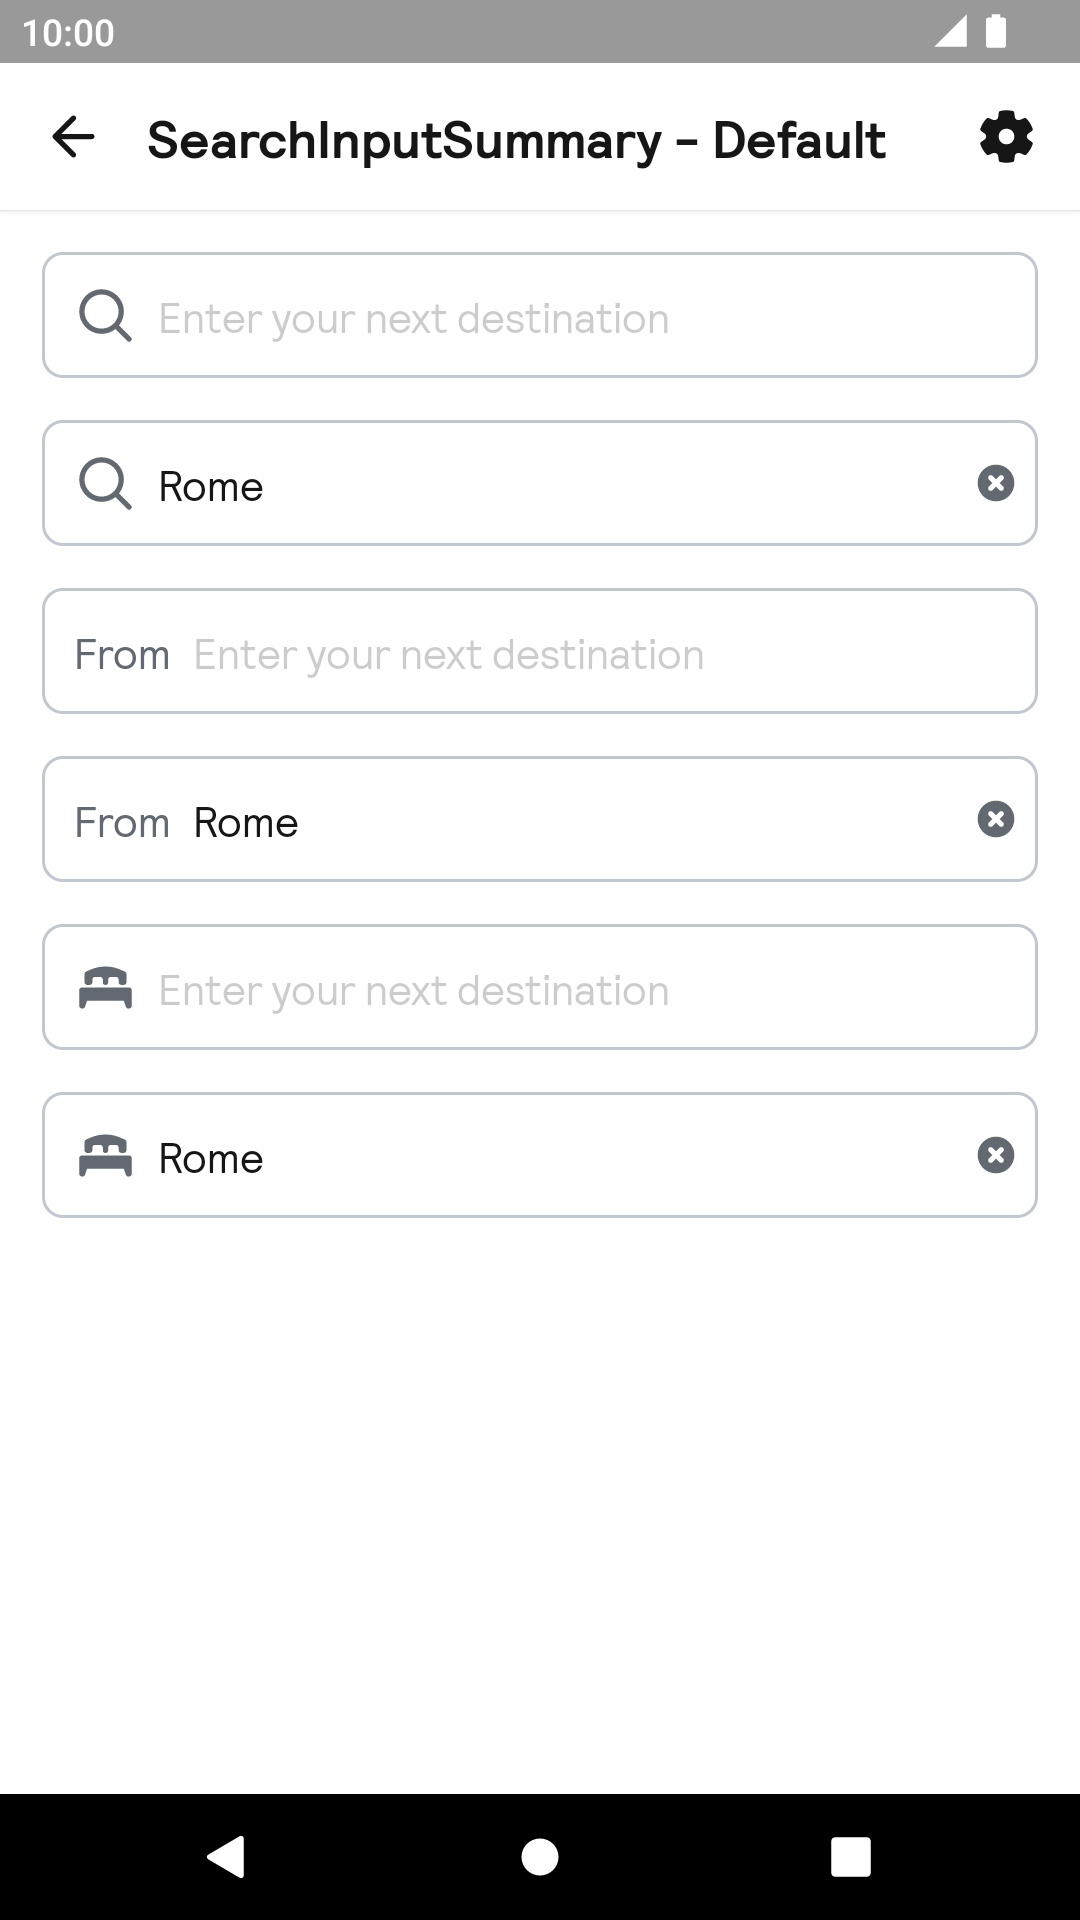 10:00
SearchInputSummary - Default
Enter your next destination
Rome
From Enter your next destination
From Rome
Enter your next destination
Rome